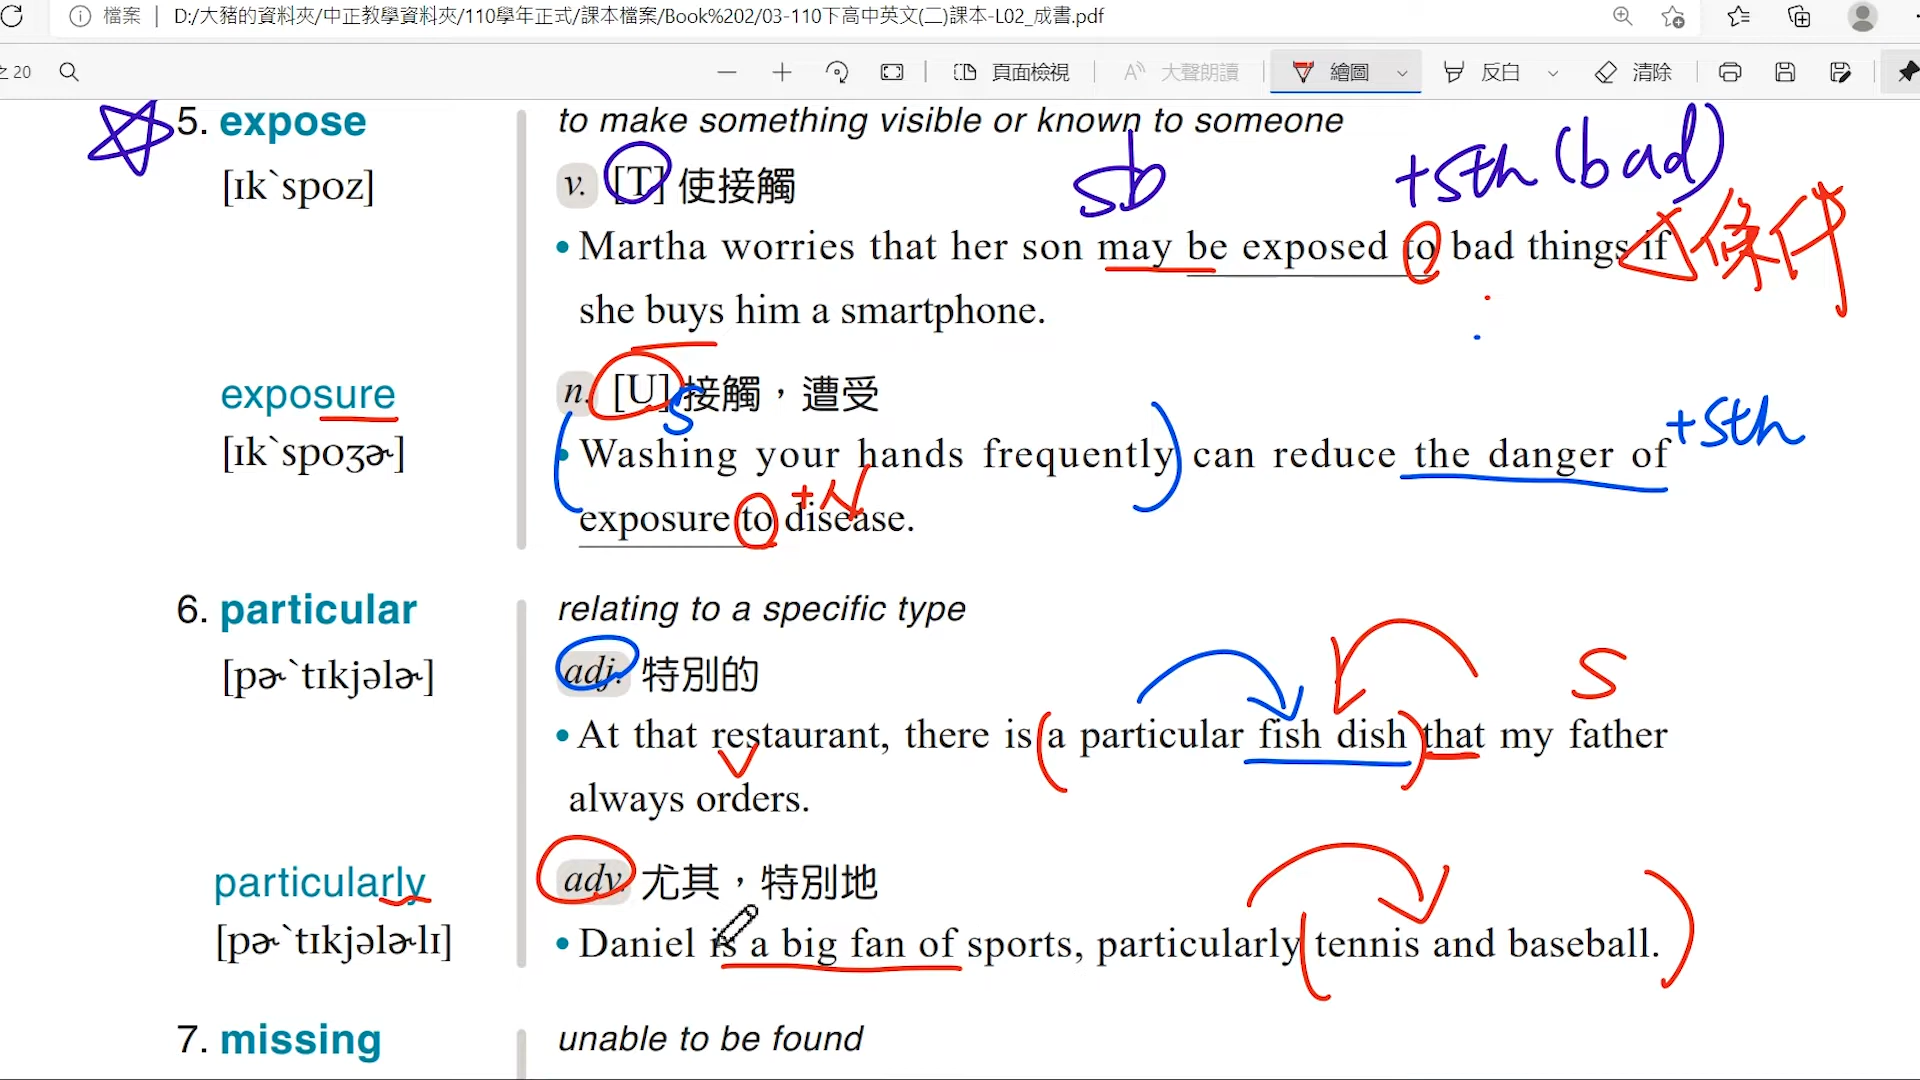 檔案 | D:/大豬的資料夾/中正教學資料夾/110學年正式/課本檔案/Book%202/03-110下高中英文(二)課本-L02_成書.pdf
之 20 頁面檢視 大聲朗讀 繪圖 反白 清除
5. expose to make something visible or known to someone
[ɪkˋspoz] v. [T] 使接觸 sb +sth (bad)
• Martha worries that her son may be exposed to bad things if 條件
she buys him a smartphone.
exposure n. [U] 接觸，遭受
S +sth
[ɪkˋspoʒɚ] • Washing your hands frequently can reduce the danger of
+N
exposure to disease.
6. particular relating to a specific type
[pɚˋtɪkjəlɚ] adj. 特別的 S
• At that restaurant, there is a particular fish dish that my father
V
always orders.
particularly adv. 尤其，特別地
[pɚˋtɪkjəlɚlɪ] • Daniel is a big fan of sports, particularly tennis and baseball.
7. missing unable to be found